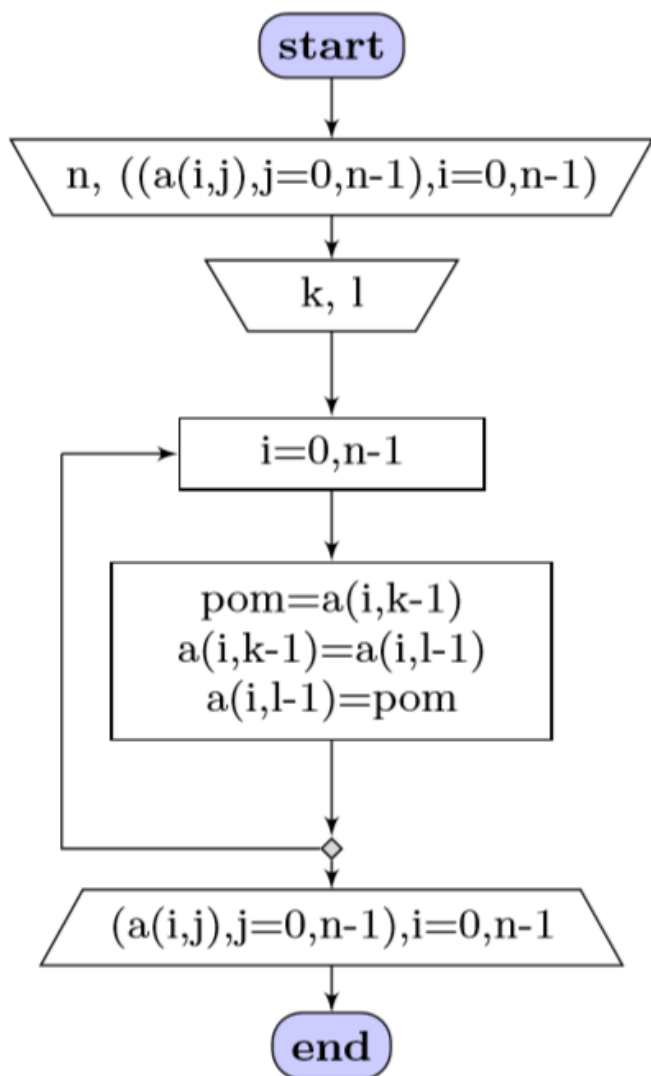 start
n, ((a(i,j),j=0,n-1),i=0,n-1)
k, l
i=0,n-1
pom=a(i,k-1)
a(i,k-1)=a(i,l-1)
a(i,l-1)=pom
(a(i,j),j=0,n-1),i=0,n-1
end